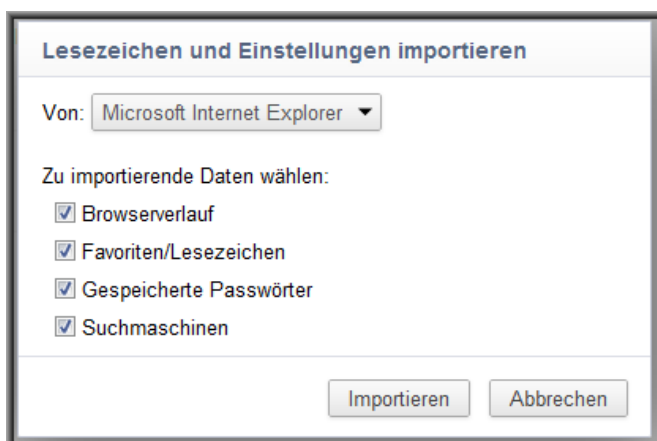 Lesezeichen und Einstellungen importieren
Von: Microsoft Internet Explorer
Zu importierende Daten wählen:
Browserverlauf
Favoriten/Lesezeichen
Gespeicherte Passwörter
Suchmaschinen
Importieren Abbrechen